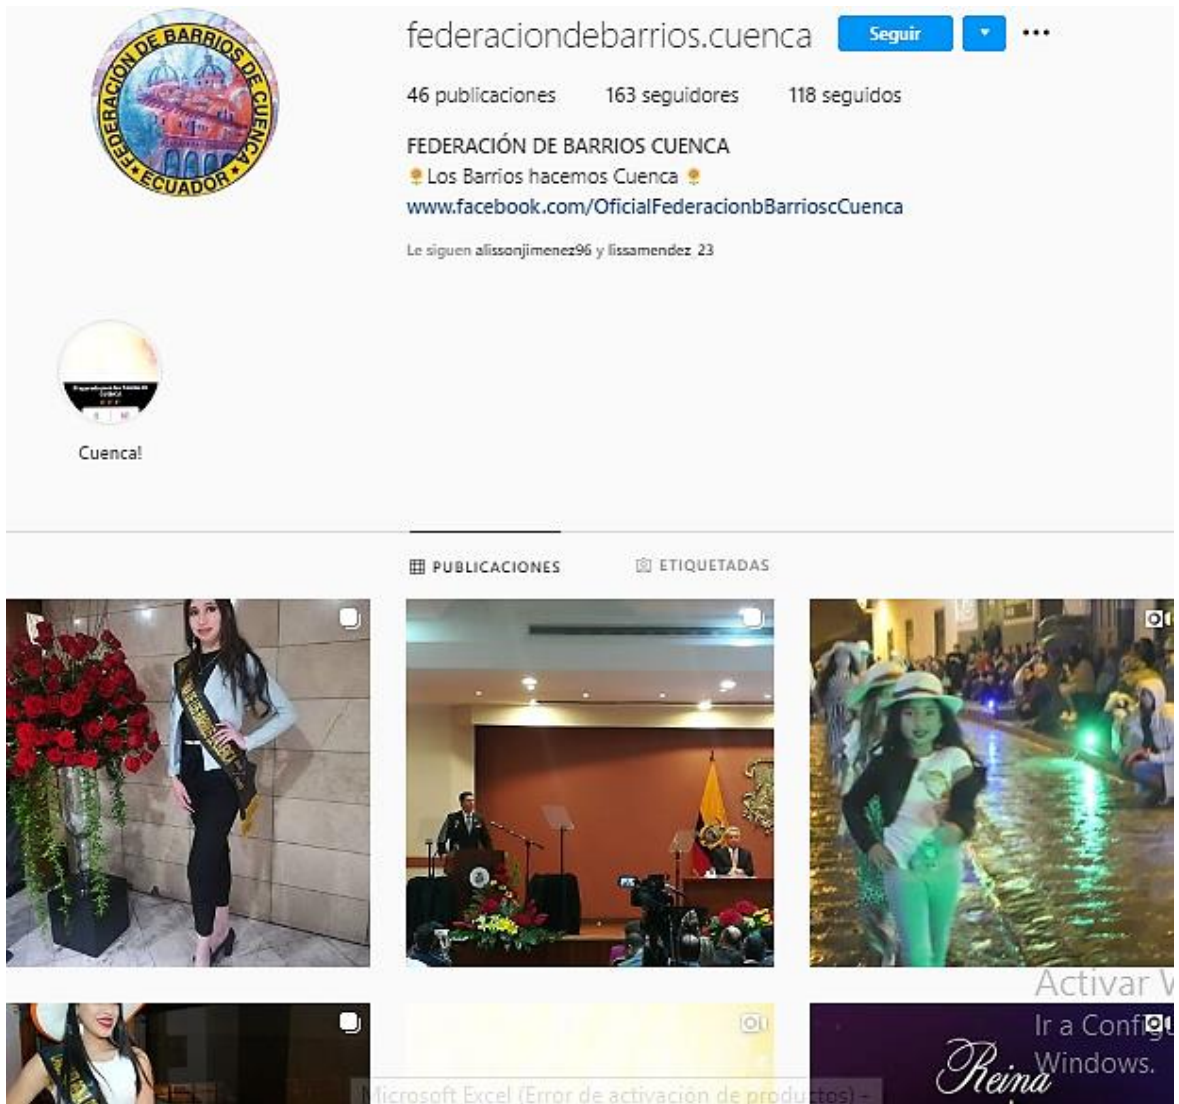 FEDERACIÓN DE BARRIOS DE CUENCA
ECUADOR
federaciondebarrios.cuenca
Seguir
46 publicaciones 163 seguidores 118 seguidos
FEDERACIÓN DE BARRIOS CUENCA
Los Barrios hacemos Cuenca
www.facebook.com/OficialFederacionbBarrioscCuenca
Le siguen alissonjimenez96 y lissamendez_23
Cuenca!
PUBLICACIONES
ETIQUETADAS
Activar
Ir a Config
Windows.
Reina
Microsoft Excel (Error de activación de productos) -